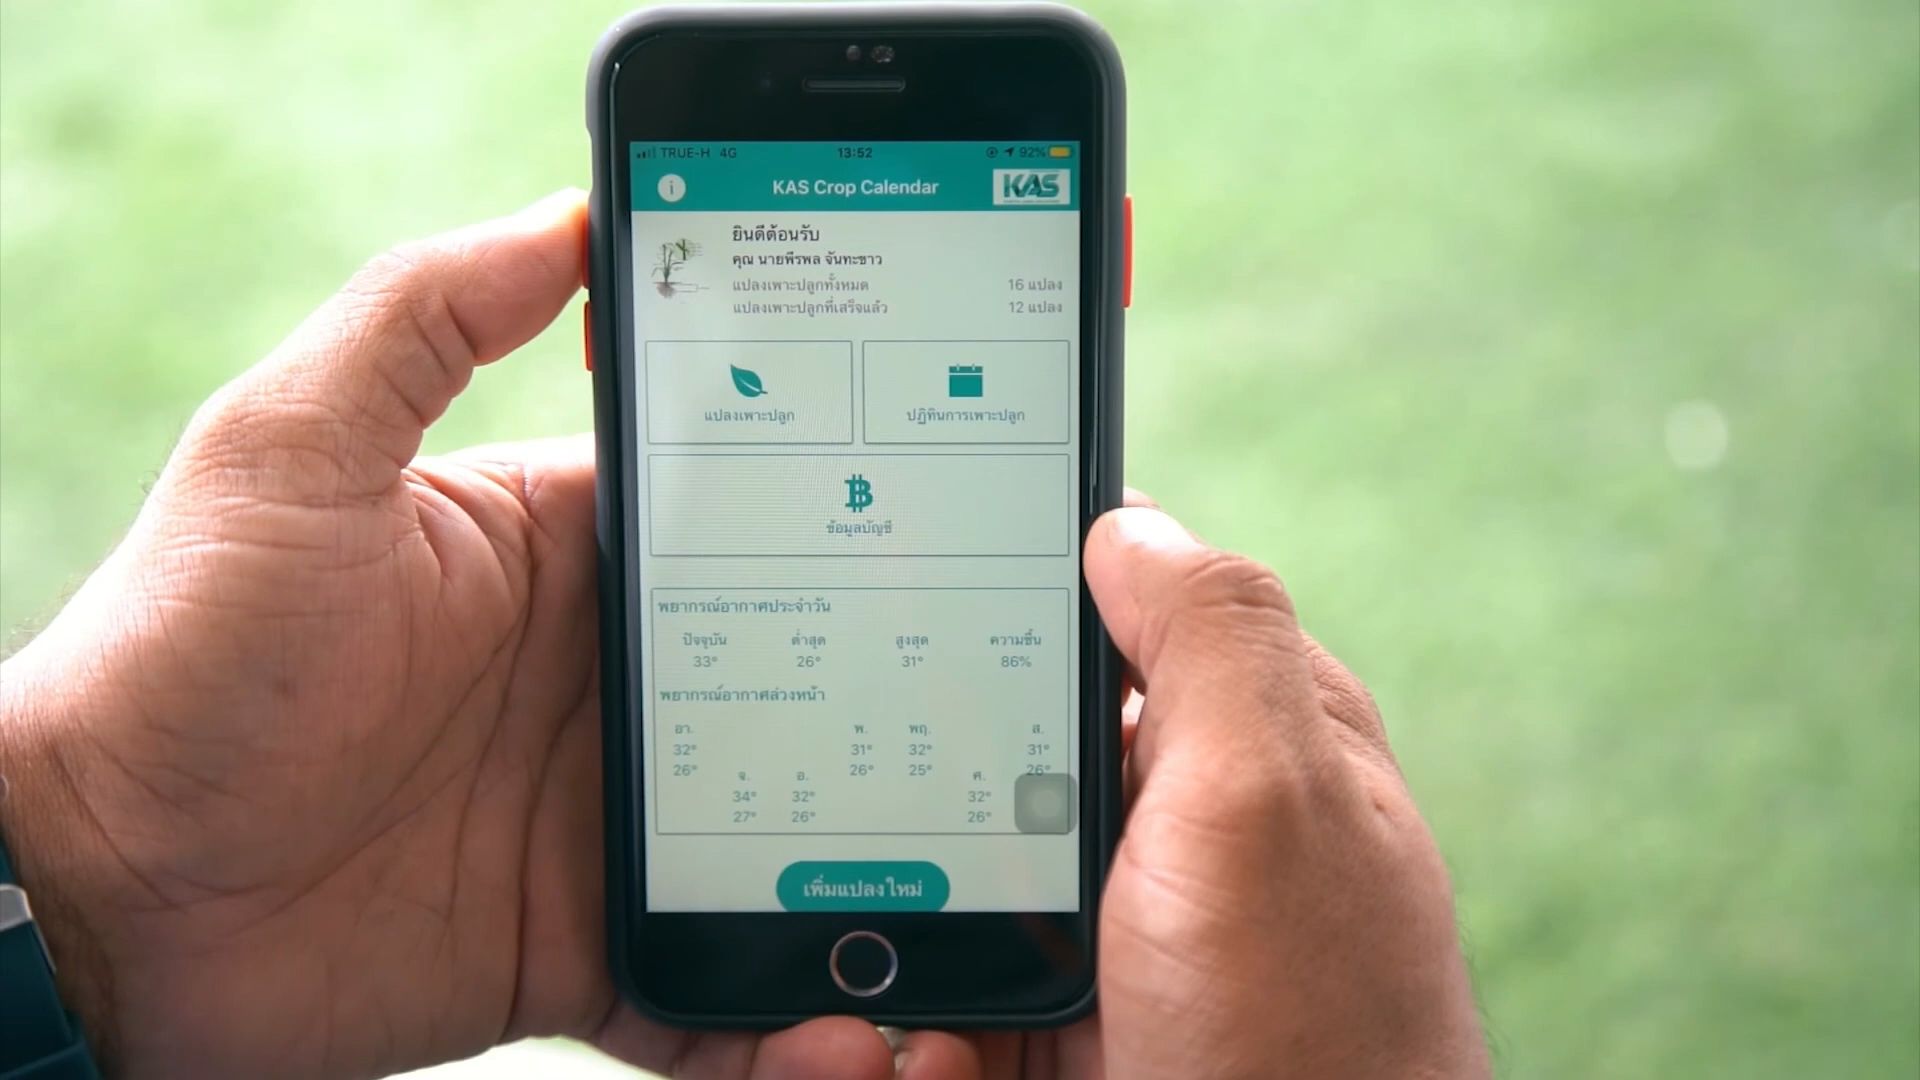 TRUE-H 4G 13:52 92%
i KAS Crop Calendar KAS
ยินดีต้อนรับ
คุณ นายพีรพล จันทะขาว
แปลงเพาะปลูกทั้งหมด 16 แปลง
แปลงเพาะปลูกที่เสร็จแล้ว 12 แปลง
แปลงเพาะปลูก ปฏิทินการเพาะปลูก
ข้อมูลบัญชี
พยากรณ์อากาศประจำวัน
ปัจจุบัน ต่ำสุด สูงสุด ความชื้น
33° 26° 31° 86%
พยากรณ์อากาศล่วงหน้า
อา. พ. พฤ. ส.
32° 31° 32° 31°
26° 26° 25° 26°
จ. อ. ศ.
34° 32° 32°
27° 26° 26°
เพิ่มแปลงใหม่